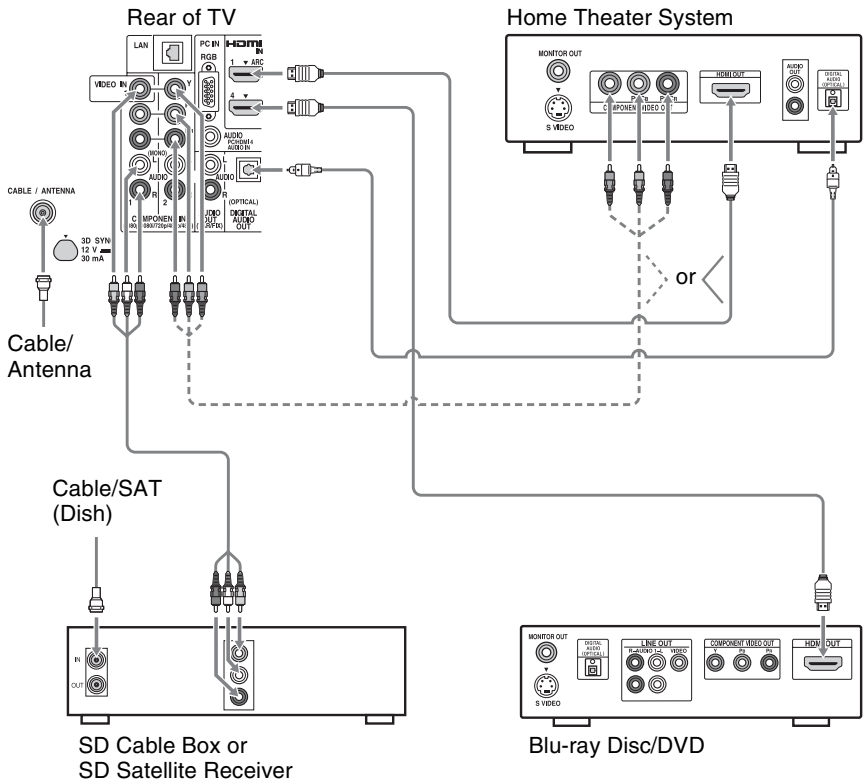 Rear of TV
Home Theater System
LAN
PC IN
HDMI IN
RGB
1 ▼ ARC
VIDEO IN
Y
4 ▼
AUDIO
PC/HDMI 4
AUDIO IN
(MONO)
L
L
AUDIO
AUDIO
R
R
1
2
(OPTICAL)
DIGITAL
AUDIO
OUT
CABLE / ANTENNA
3D SYNC
12 V
30 mA
Cable/
Antenna
MONITOR OUT
S VIDEO
COMPONENT VIDEO OUT
HDMI OUT
AUDIO
OUT
DIGITAL
AUDIO
(OPTICAL)
or
Cable/SAT
(Dish)
IN
OUT
SD Cable Box or
SD Satellite Receiver
MONITOR OUT
S VIDEO
DIGITAL
AUDIO
(OPTICAL)
LINE OUT
R–AUDIO 1–L VIDEO
COMPONENT VIDEO OUT
Y PB PR
HDMI OUT
Blu-ray Disc/DVD